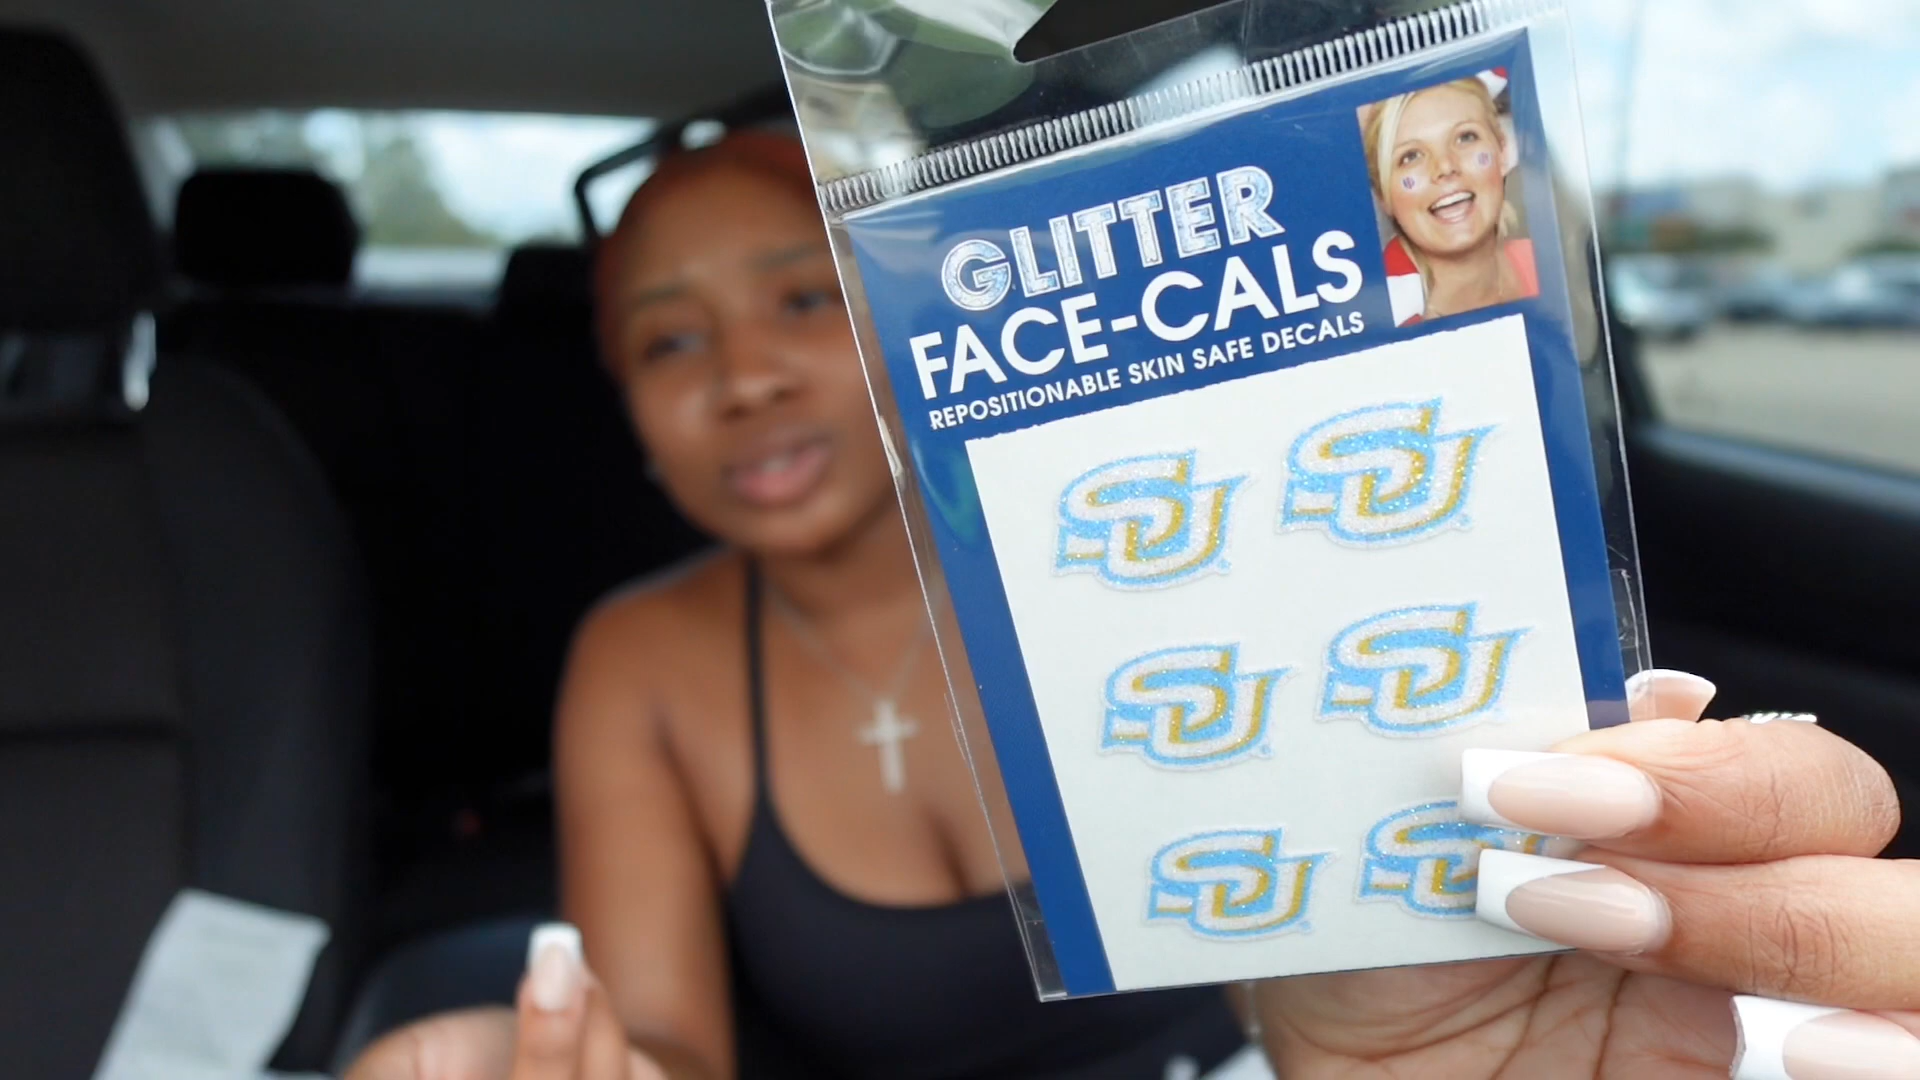 GLITTER
FACE-CALS
REPOSITIONABLE SKIN SAFE DECALS
SU SU
SU SU
SU SU